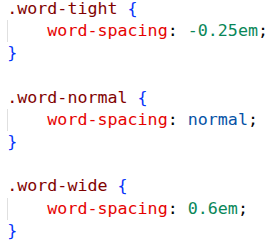 .word-tight {
    word-spacing: -0.25em;
}

.word-normal {
    word-spacing: normal;
}

.word-wide {
    word-spacing: 0.6em;
}